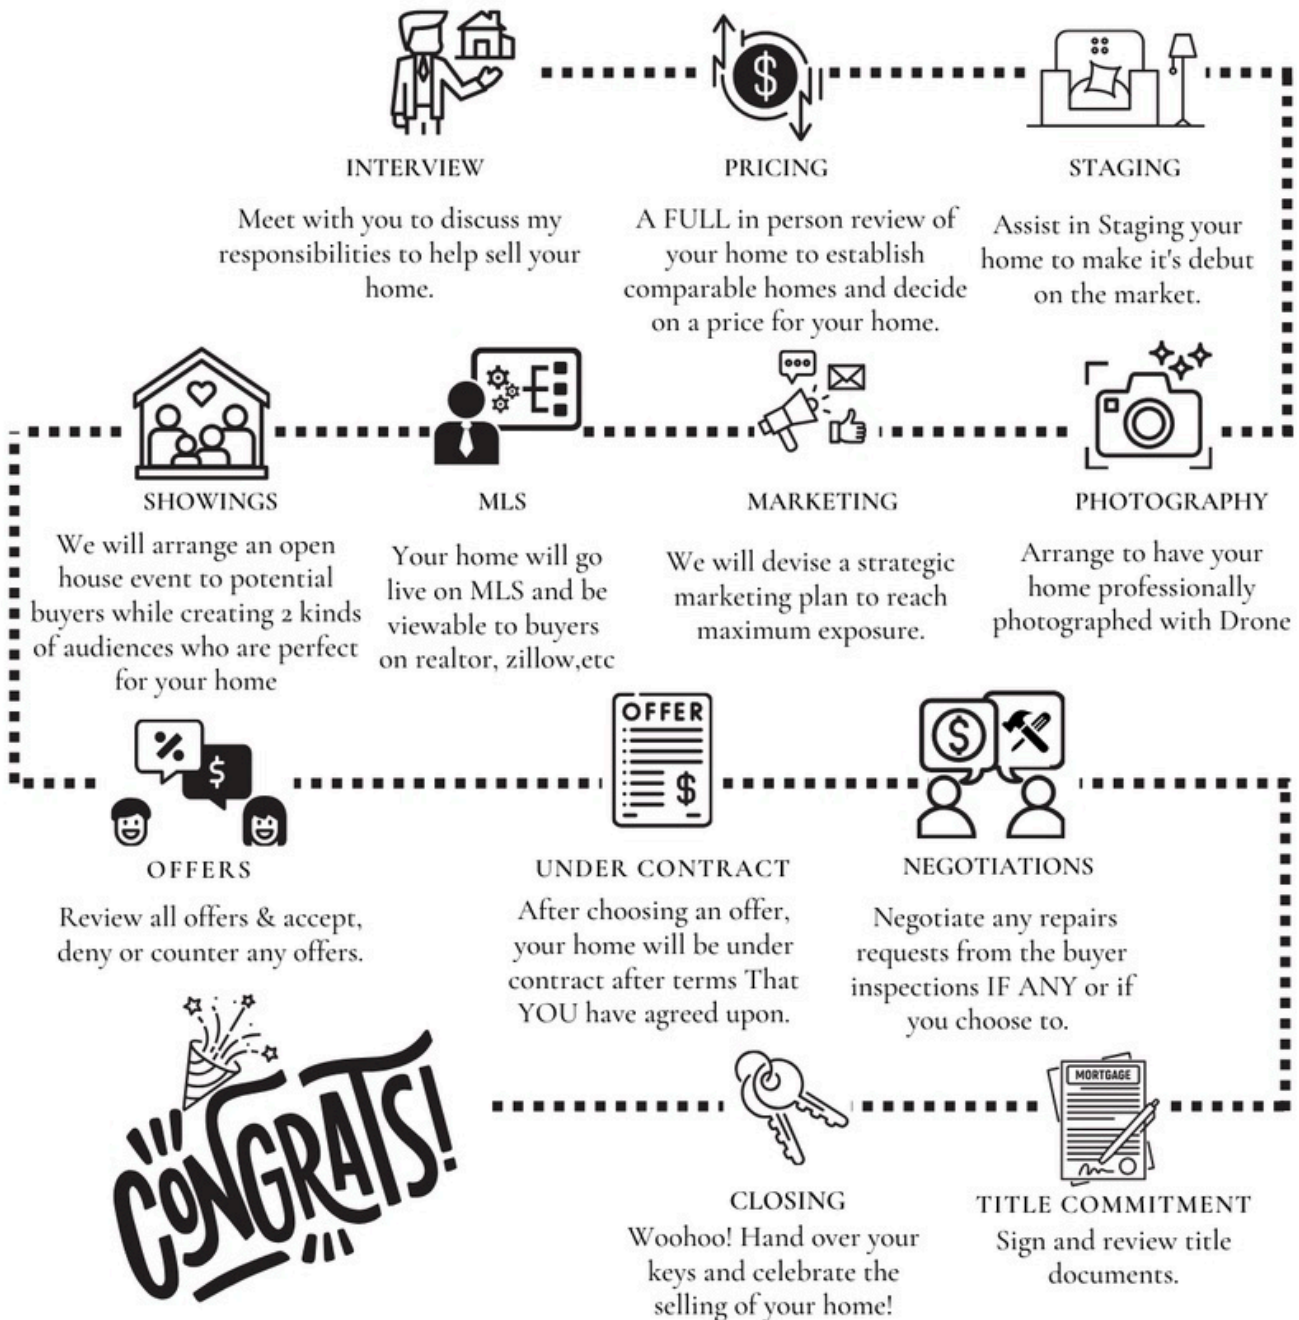 INTERVIEW
Meet with you to discuss my
responsibilities to help sell your
home.
PRICING
A FULL in person review of
your home to establish
comparable homes and decide
on a price for your home.
STAGING
Assist in Staging your
home to make it's debut
on the market.
PHOTOGRAPHY
Arrange to have your
home professionally
photographed with Drone
MARKETING
We will devise a strategic
marketing plan to reach
maximum exposure.
MLS
Your home will go
live on MLS and be
viewable to buyers
on realtor, zillow,etc
SHOWINGS
We will arrange an open
house event to potential
buyers while creating 2 kinds
of audiences who are perfect
for your home
%
$
OFFERS
Review all offers & accept,
deny or counter any offers.
OFFER
$
UNDER CONTRACT
After choosing an offer,
your home will be under
contract after terms That
YOU have agreed upon.
$
NEGOTIATIONS
Negotiate any repairs
requests from the buyer
inspections IF ANY or if
you choose to.
MORTGAGE
TITLE COMMITMENT
Sign and review title
documents.
CLOSING
Woohoo! Hand over your
keys and celebrate the
selling of your home!
CONGRATS!